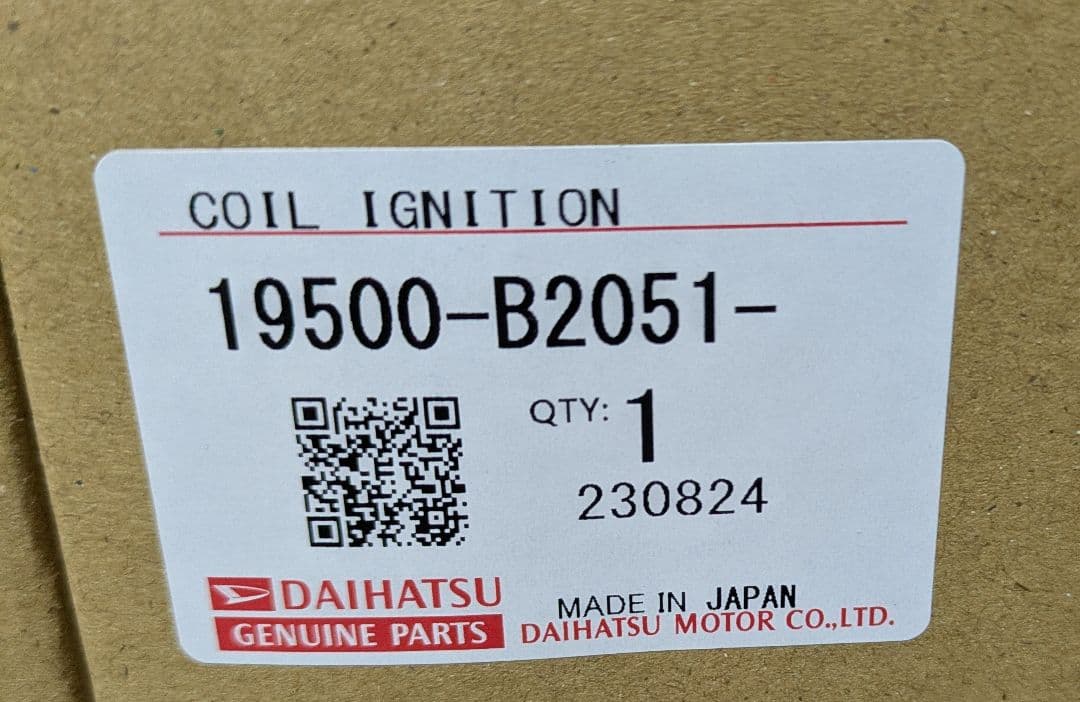 COIL IGNITION
19500-B2051-
QTY: 1
230824
DAIHATSU
GENUINE PARTS
MADE IN JAPAN
DAIHATSU MOTOR CO.,LTD.